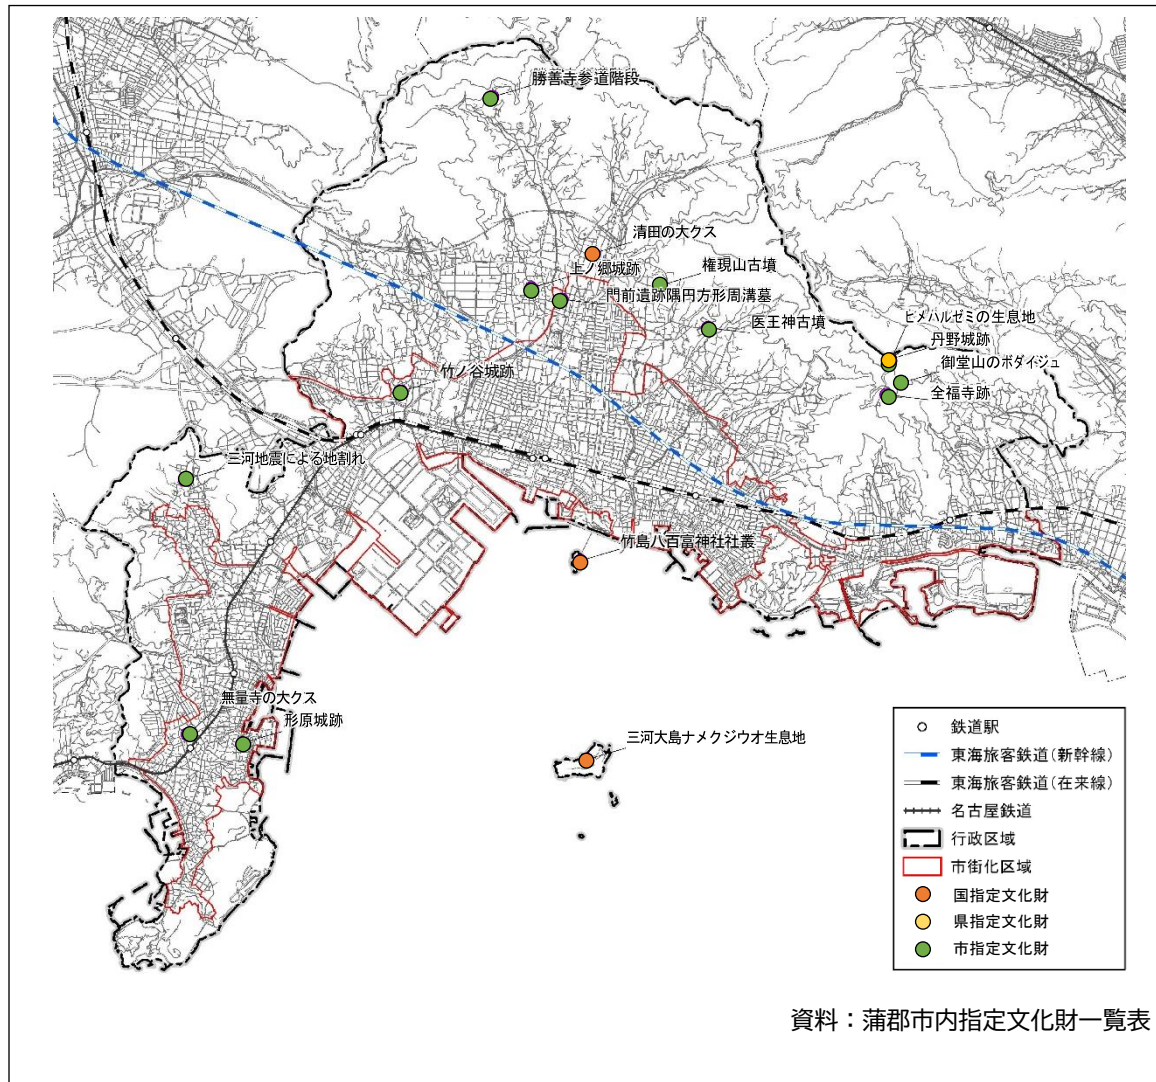 勝善寺参道階段
清田の大クス
上ノ郷城跡
権現山古墳
門前遺跡隅円方形周溝墓
医王神古墳
ヒメハルゼミの生息地
丹野城跡
御堂山のボダイジュ
全福寺跡
竹ノ谷城跡
三河地震による地割れ
竹島八百富神社社叢
無量寺の大クス
形原城跡
三河大島ナメクジウオ生息地
鉄道駅
東海旅客鉄道(新幹線)
東海旅客鉄道(在来線)
名古屋鉄道
行政区域
市街化区域
国指定文化財
県指定文化財
市指定文化財
資料：蒲郡市内指定文化財一覧表